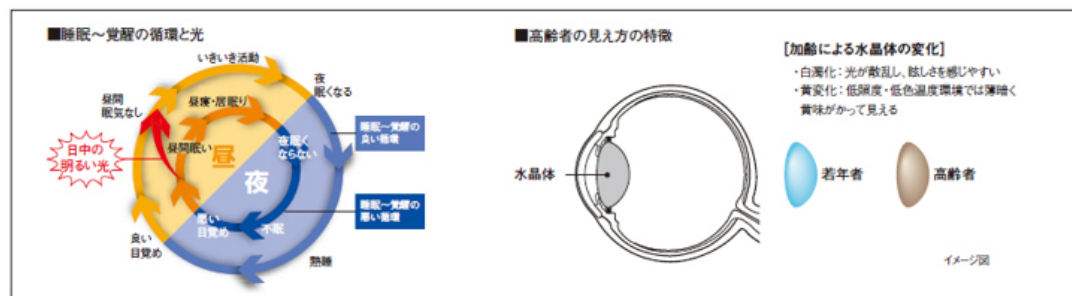 ■睡眠～覚醒の循環と光
いきいき活動
夜
眠くなる
昼間
眠気なし
昼寝・居眠り
日中の
明るい光
昼間眠い
昼
夜眠く
ならない
夜
睡眠～覚醒の
良い循環
睡眠～覚醒の
悪い循環
悪い
目覚め
不眠
良い
目覚め
熟睡
■高齢者の見え方の特徴
水晶体
[加齢による水晶体の変化]
・白濁化：光が散乱し、眩しさを感じやすい
・黄変化：低照度・低色温度環境では薄暗く
黄味がかって見える
若年者
高齢者
イメージ図